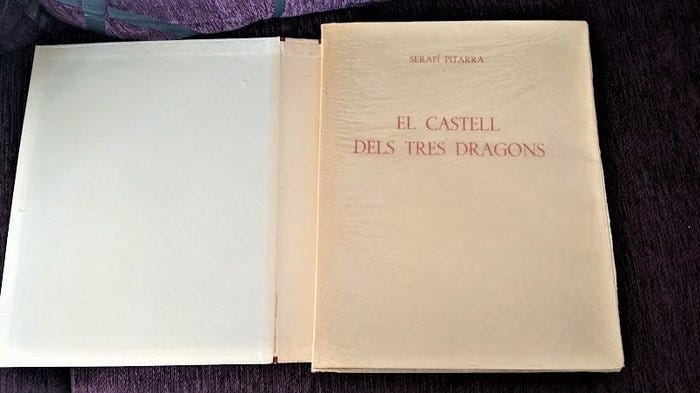 SERAFÍ PITARRA
EL CASTELL
DELS TRES DRAGONS